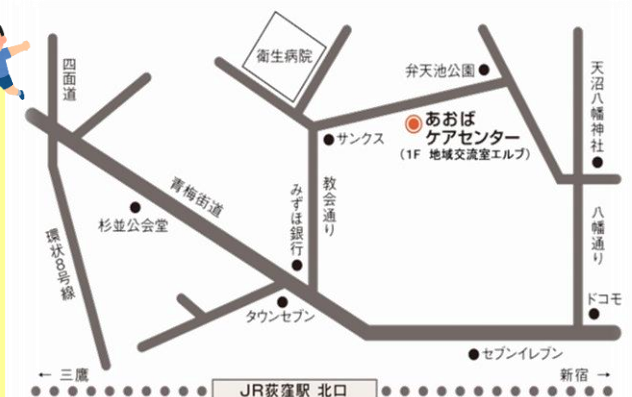 四面道
衛生病院
弁天池公園
天沼八幡神社
サンクス
あおば
ケアセンター
(1F 地域交流室エルブ)
青梅街道
みずほ銀行
教会通り
杉並公会堂
環状8号線
八幡通り
タウンセブン
ドコモ
セブンイレブン
← 三鷹
新宿 →
JR荻窪駅 北口